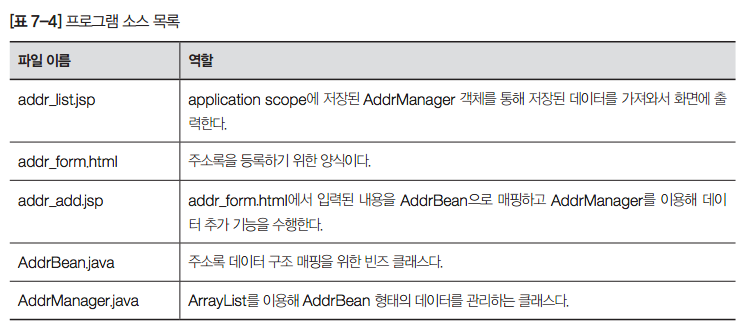 [표 7-4] 프로그램 소스 목록
파일 이름 역할
addr_list.jsp application scope에 저장된 AddrManager 객체를 통해 저장된 데이터를 가져와서 화면에 출
력한다.
addr_form.html 주소록을 등록하기 위한 양식이다.
addr_add.jsp addr_form.html에서 입력된 내용을 AddrBean으로 매핑하고 AddrManager를 이용해 데이
터 추가 기능을 수행한다.
AddrBean.java 주소록 데이터 구조 매핑을 위한 빈즈 클래스다.
AddrManager.java ArrayList를 이용해 AddrBean 형태의 데이터를 관리하는 클래스다.